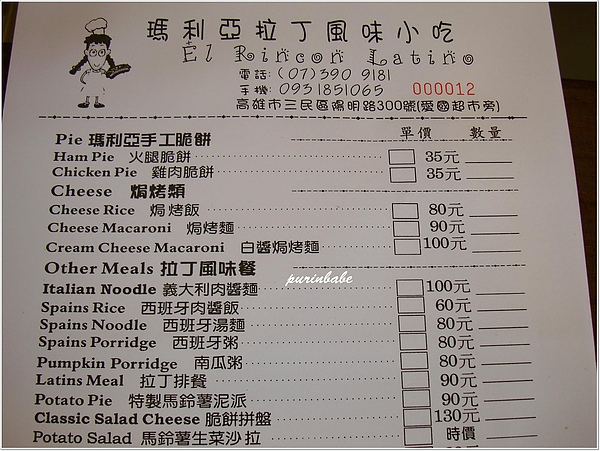 瑪利亞拉丁風味小吃
El Rincon Latino
電話: (07)390 9181
手機: 0931851065 000012
高雄市三民區陽明路300號(愛國超市旁)
Pie 瑪利亞手工脆餅 單價 數量
Ham Pie 火腿脆餅 35元
Chicken Pie 雞肉脆餅 35元
Cheese 焗烤類
Cheese Rice 焗烤飯 80元
Cheese Macaroni 焗烤麵 90元
Cream Cheese Macaroni 白醬焗烤麵 100元
Other Meals 拉丁風味餐
purinbabe
Italian Noodle 義大利肉醬麵 100元
Spains Rice 西班牙肉醬飯 60元
Spains Noodle 西班牙湯麵 80元
Spains Porridge 西班牙粥 80元
Pumpkin Porridge 南瓜粥 80元
Latins Meal 拉丁排餐 90元
Potato Pie 特製馬鈴薯泥派 90元
Classic Salad Cheese 脆餅拼盤 130元
Potato Salad 馬鈴薯生菜沙拉 時價